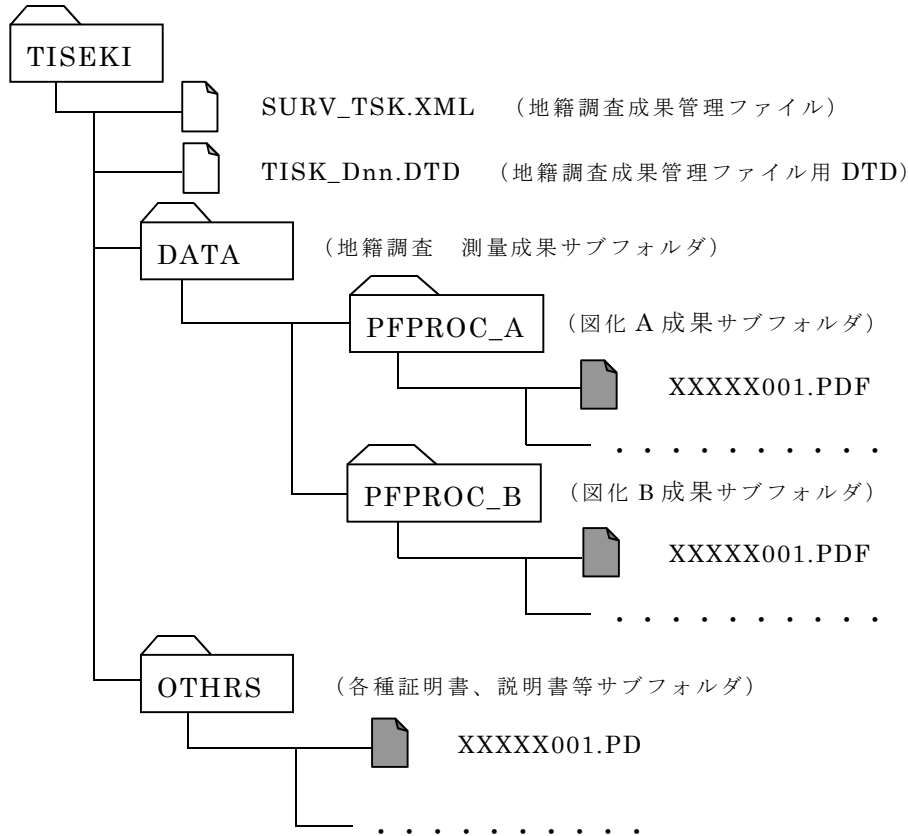 TISEKI
SURV_TSK.XML （地籍調査成果管理ファイル）
TISK_Dnn.DTD （地籍調査成果管理ファイル用 DTD）
DATA （地籍調査　測量成果サブフォルダ）
PFPROC_A （図化 A 成果サブフォルダ）
XXXXX001.PDF
．．．．．．．．．．
PFPROC_B （図化 B 成果サブフォルダ）
XXXXX001.PDF
．．．．．．．．．．
OTHRS （各種証明書、説明書等サブフォルダ）
XXXXX001.PD
．．．．．．．．．．